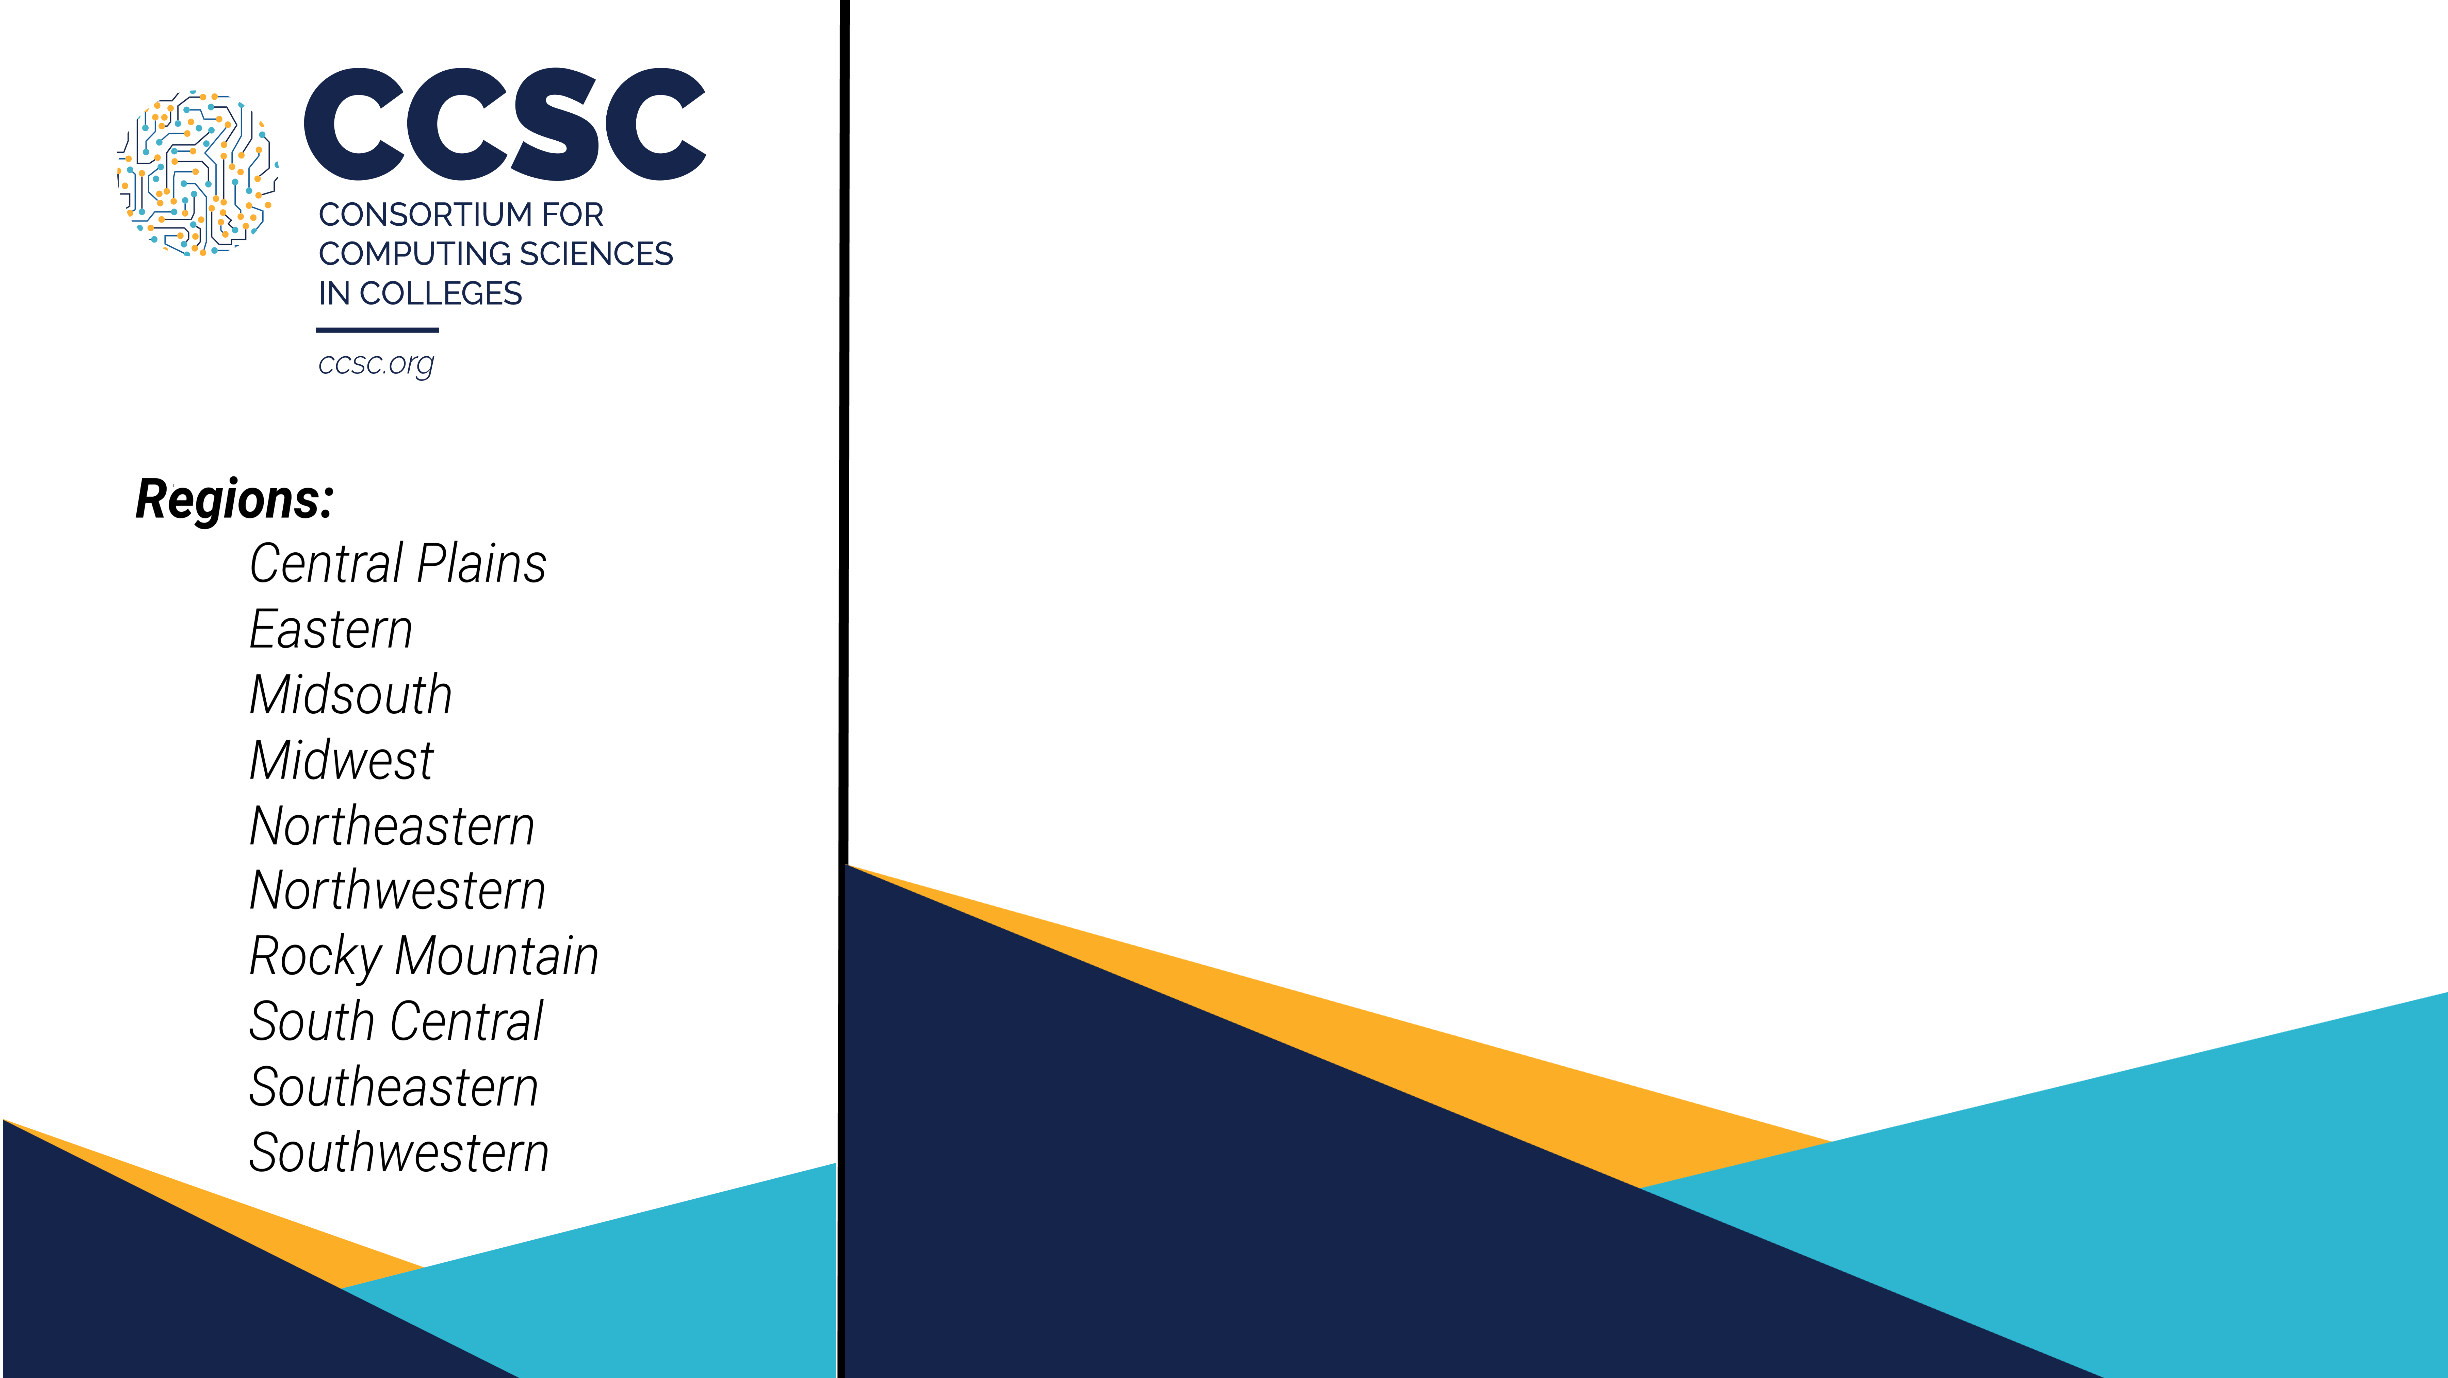 CCSC
CONSORTIUM FOR
COMPUTING SCIENCES
IN COLLEGES
ccsc.org
Regions:
Central Plains
Eastern
Midsouth
Midwest
Northeastern
Northwestern
Rocky Mountain
South Central
Southeastern
Southwestern